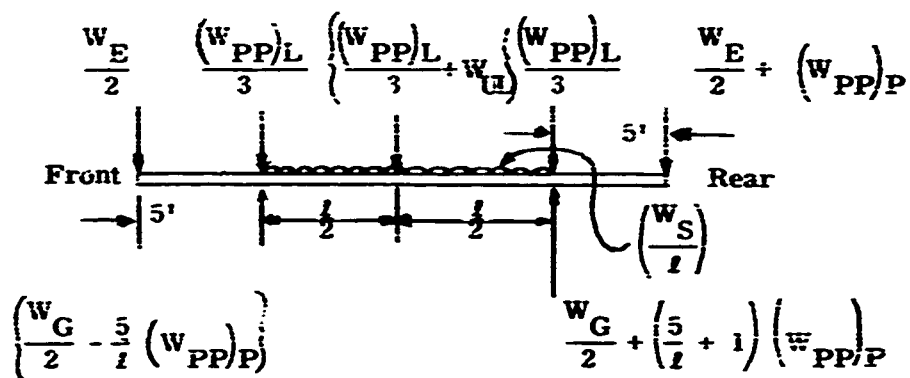 W_E/2 (W_PP)_L/3 {(W_PP)_L/3 + W_(H)} (W_PP)_L/3 W_E/2 + (W_PP)_P
5'
Front Rear
5' ℓ/2 ℓ/2 (W_S/ℓ)
{W_G/2 - 5/ℓ (W_PP)_P} W_G/2 + (5/ℓ + 1) (W_PP)_P